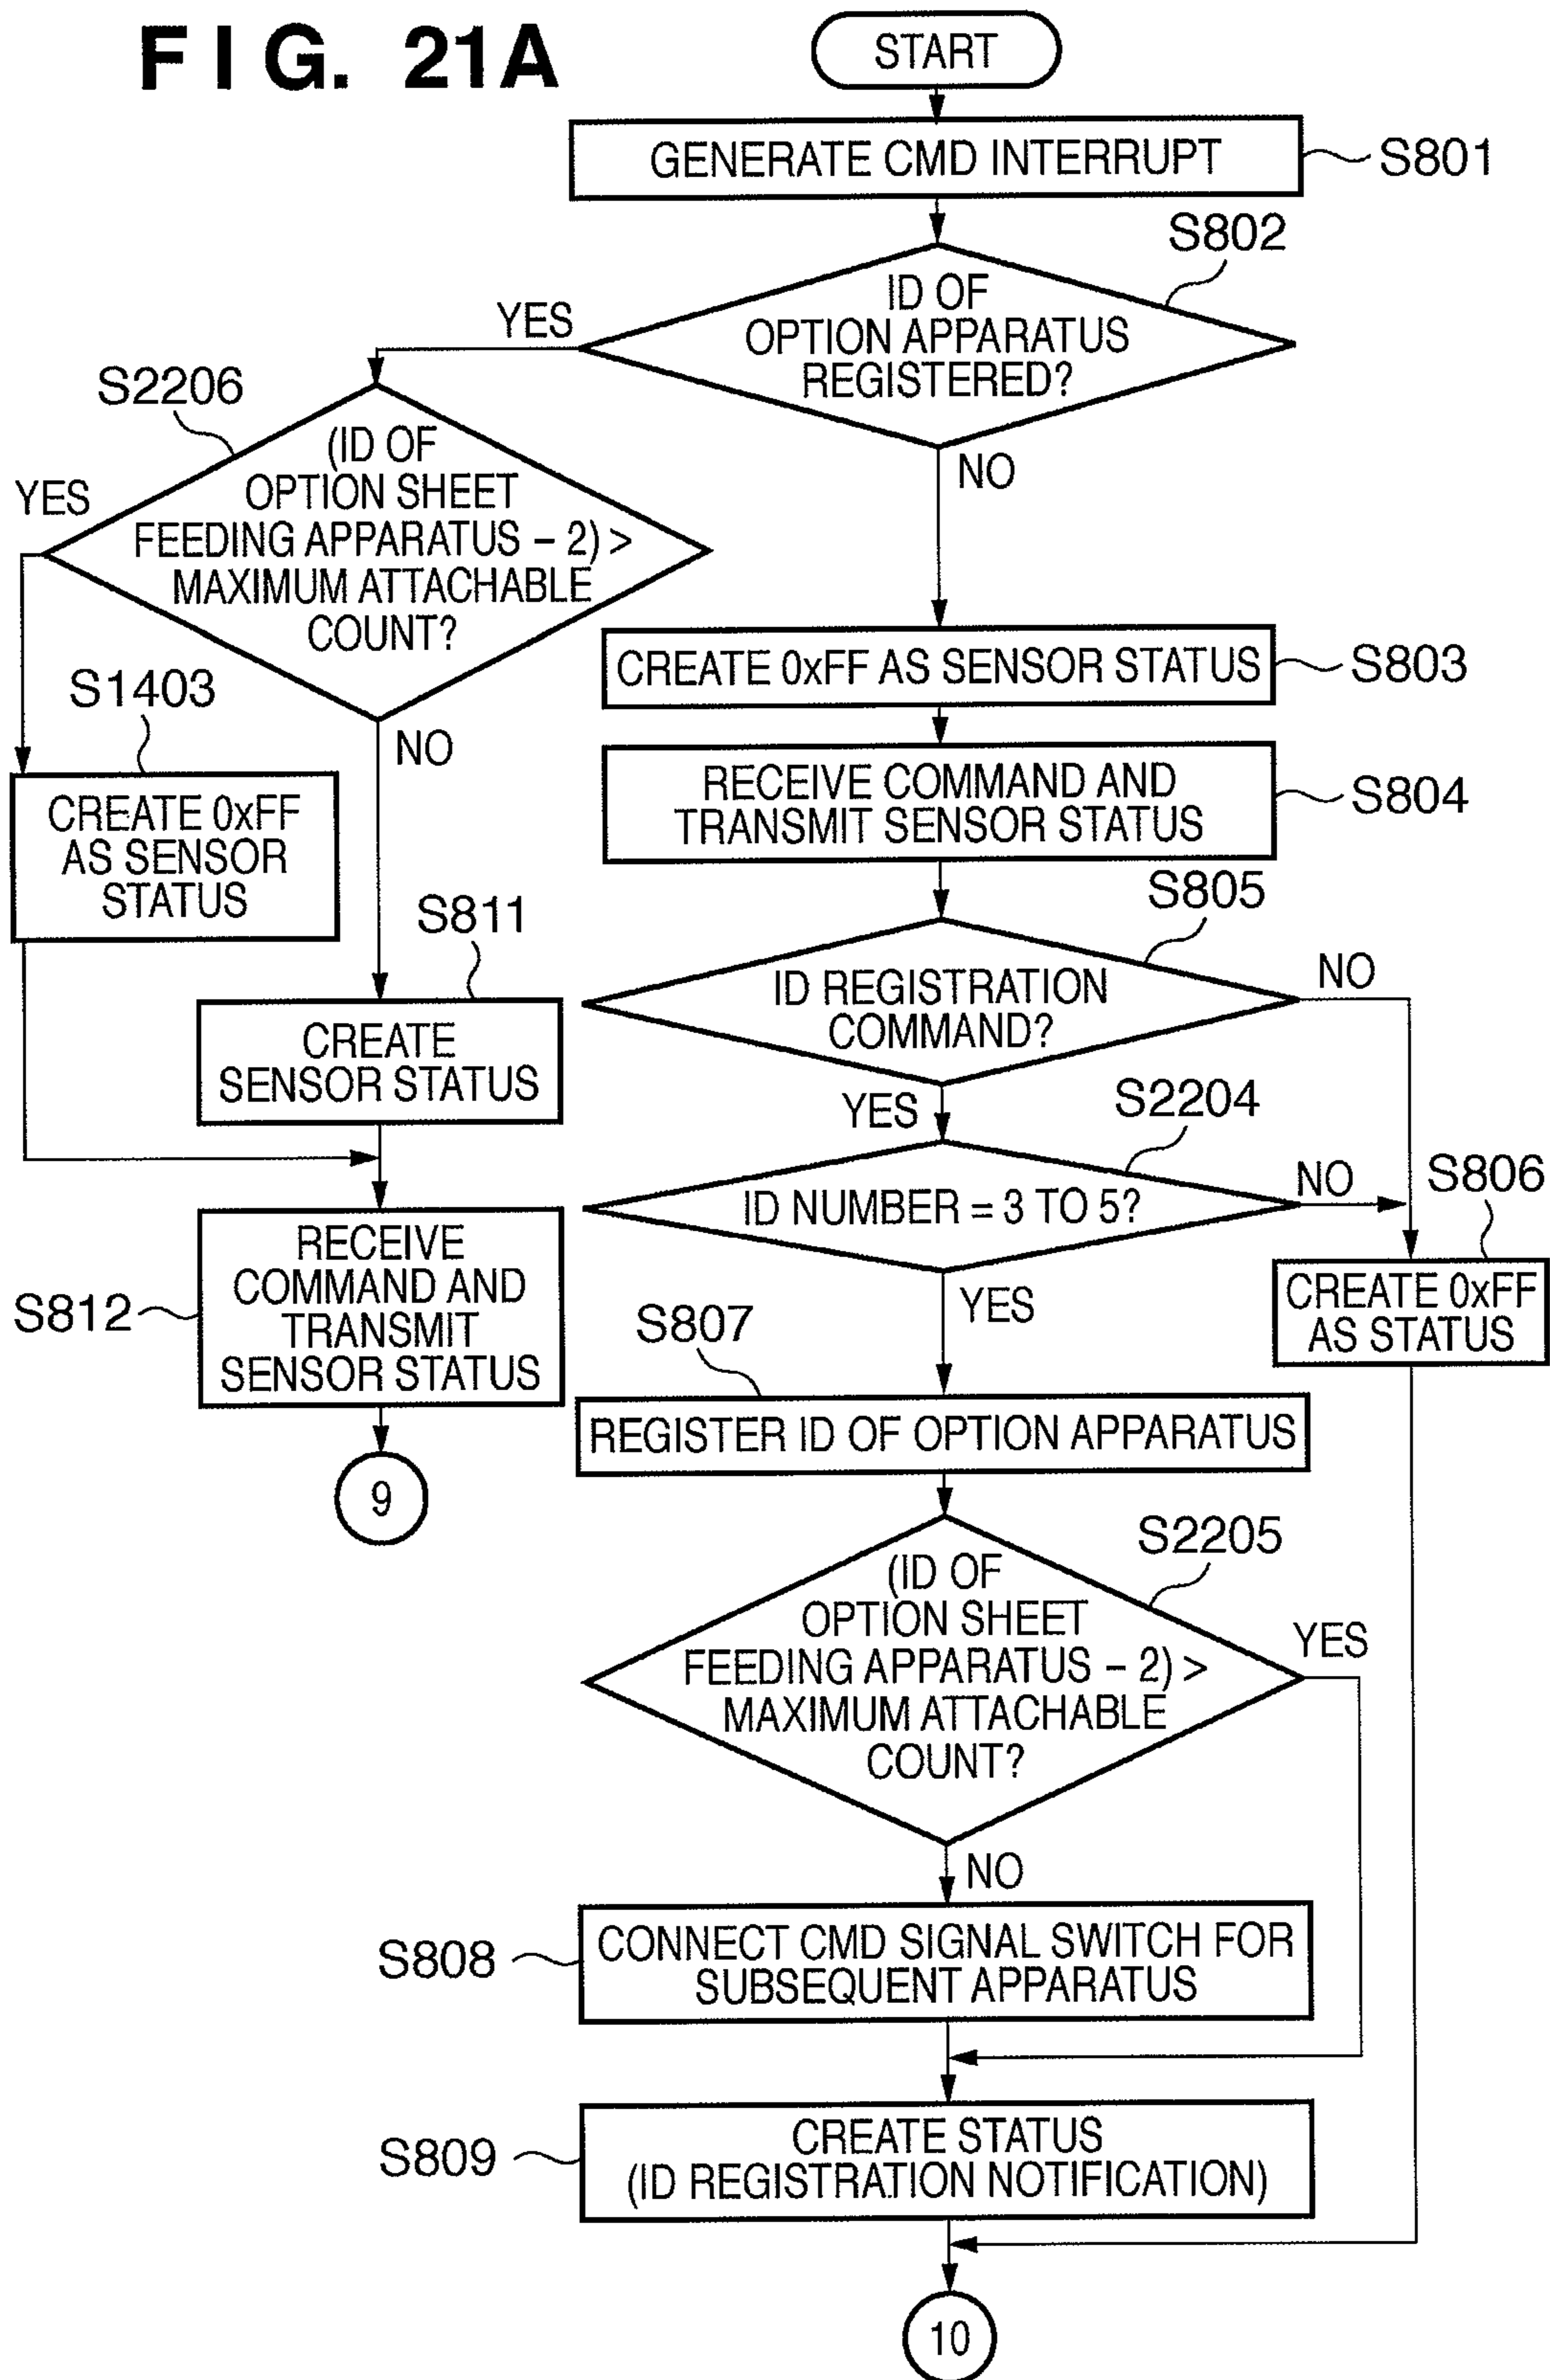 FIG. 21A
START
GENERATE CMD INTERRUPT
S801
S802
ID OF
OPTION APPARATUS
REGISTERED?
YES
NO
S2206
(ID OF
OPTION SHEET
FEEDING APPARATUS – 2) >
MAXIMUM ATTACHABLE
COUNT?
YES
NO
S1403
CREATE 0xFF
AS SENSOR
STATUS
S811
CREATE
SENSOR STATUS
S812
RECEIVE
COMMAND AND
TRANSMIT
SENSOR STATUS
9
CREATE 0xFF AS SENSOR STATUS
S803
RECEIVE COMMAND AND
TRANSMIT SENSOR STATUS
S804
S805
ID REGISTRATION
COMMAND?
NO
YES
S2204
ID NUMBER = 3 TO 5?
NO
YES
S806
CREATE 0xFF
AS STATUS
S807
REGISTER ID OF OPTION APPARATUS
S2205
(ID OF
OPTION SHEET
FEEDING APPARATUS – 2) >
MAXIMUM ATTACHABLE
COUNT?
YES
NO
S808
CONNECT CMD SIGNAL SWITCH FOR
SUBSEQUENT APPARATUS
S809
CREATE STATUS
(ID REGISTRATION NOTIFICATION)
10